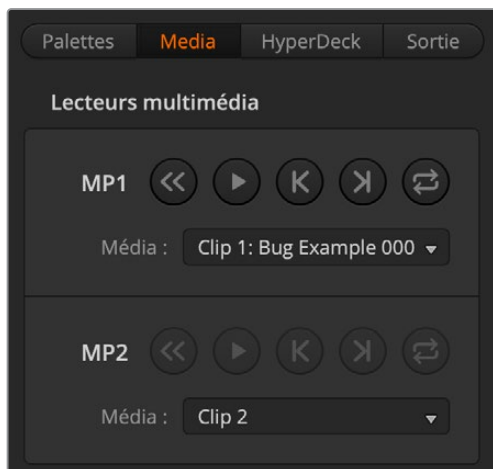 Palettes Media HyperDeck Sortie
Lecteurs multimédia
MP1
Média : Clip 1: Bug Example 000
MP2
Média : Clip 2